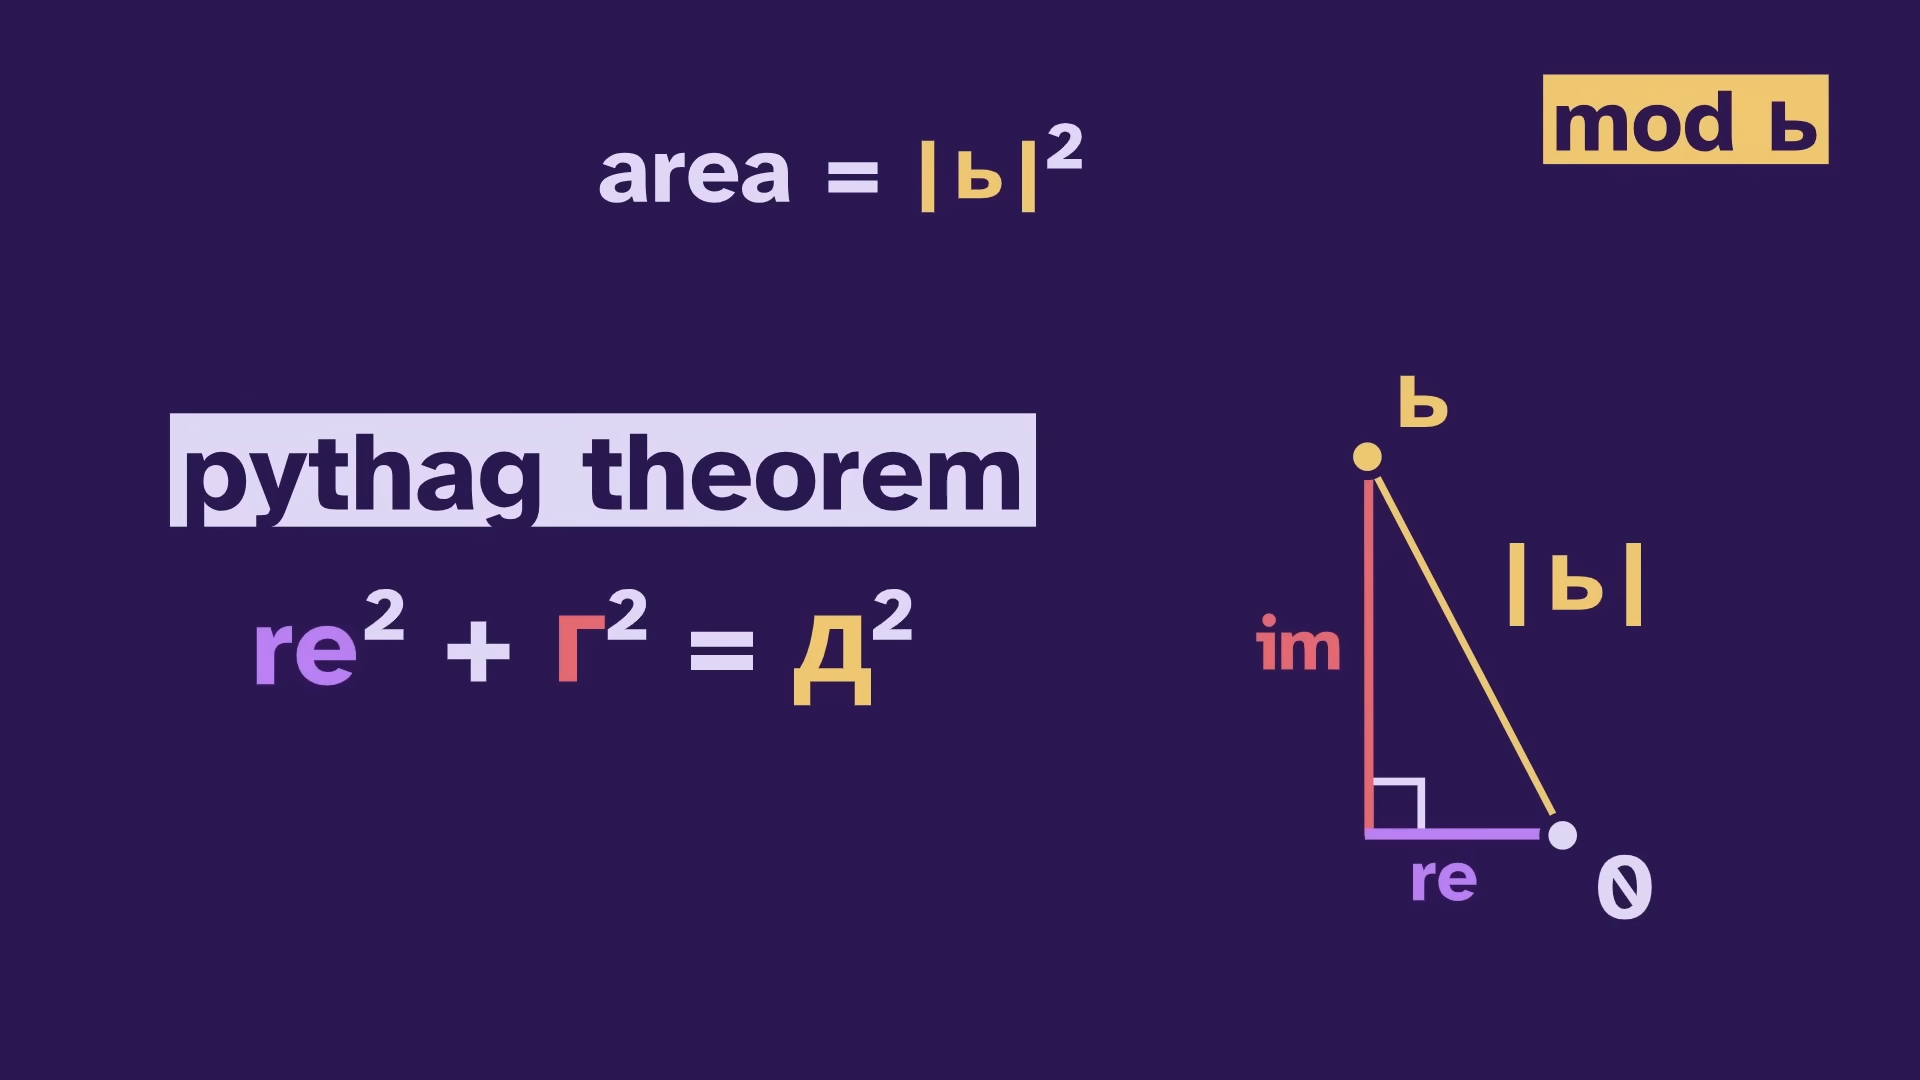 area = |ь|²
mod ь
pythag theorem
re² + г² = д²
ь
|ь|
im
re
0